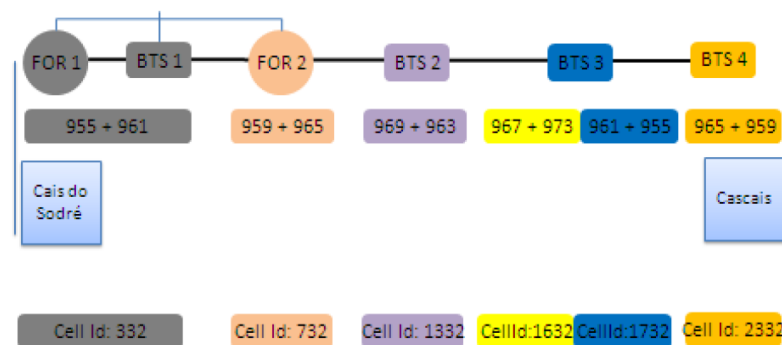 FOR 1 BTS 1 FOR 2 BTS 2 BTS 3 BTS 4
955 + 961 959 + 965 969 + 963 967 + 973 961 + 955 965 + 959
Cais do
Sodré
Cascais
Cell Id: 332 Cell Id: 732 Cell Id: 1332 CellId:1632 CellId:1732 Cell Id: 2332